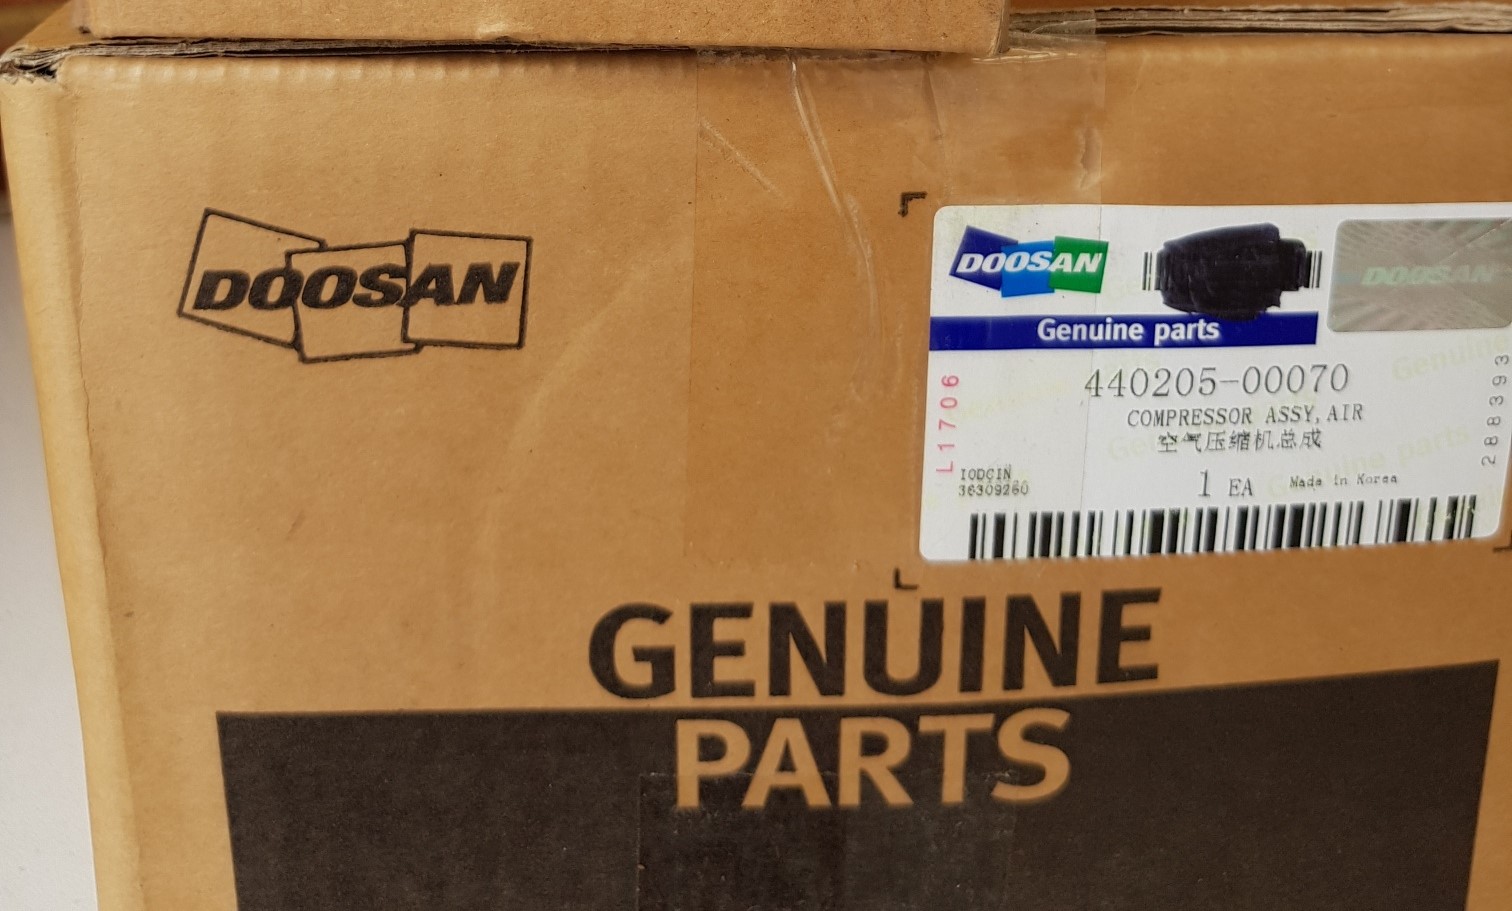 DOOSAN
DOOSAN
DOOSAN
Genuine parts
440205-00070
COMPRESSOR ASSY, AIR
空气压缩机总成
L1706
288393
IODCIN
36309260
1 EA Made in Korea
GENUINE
PARTS